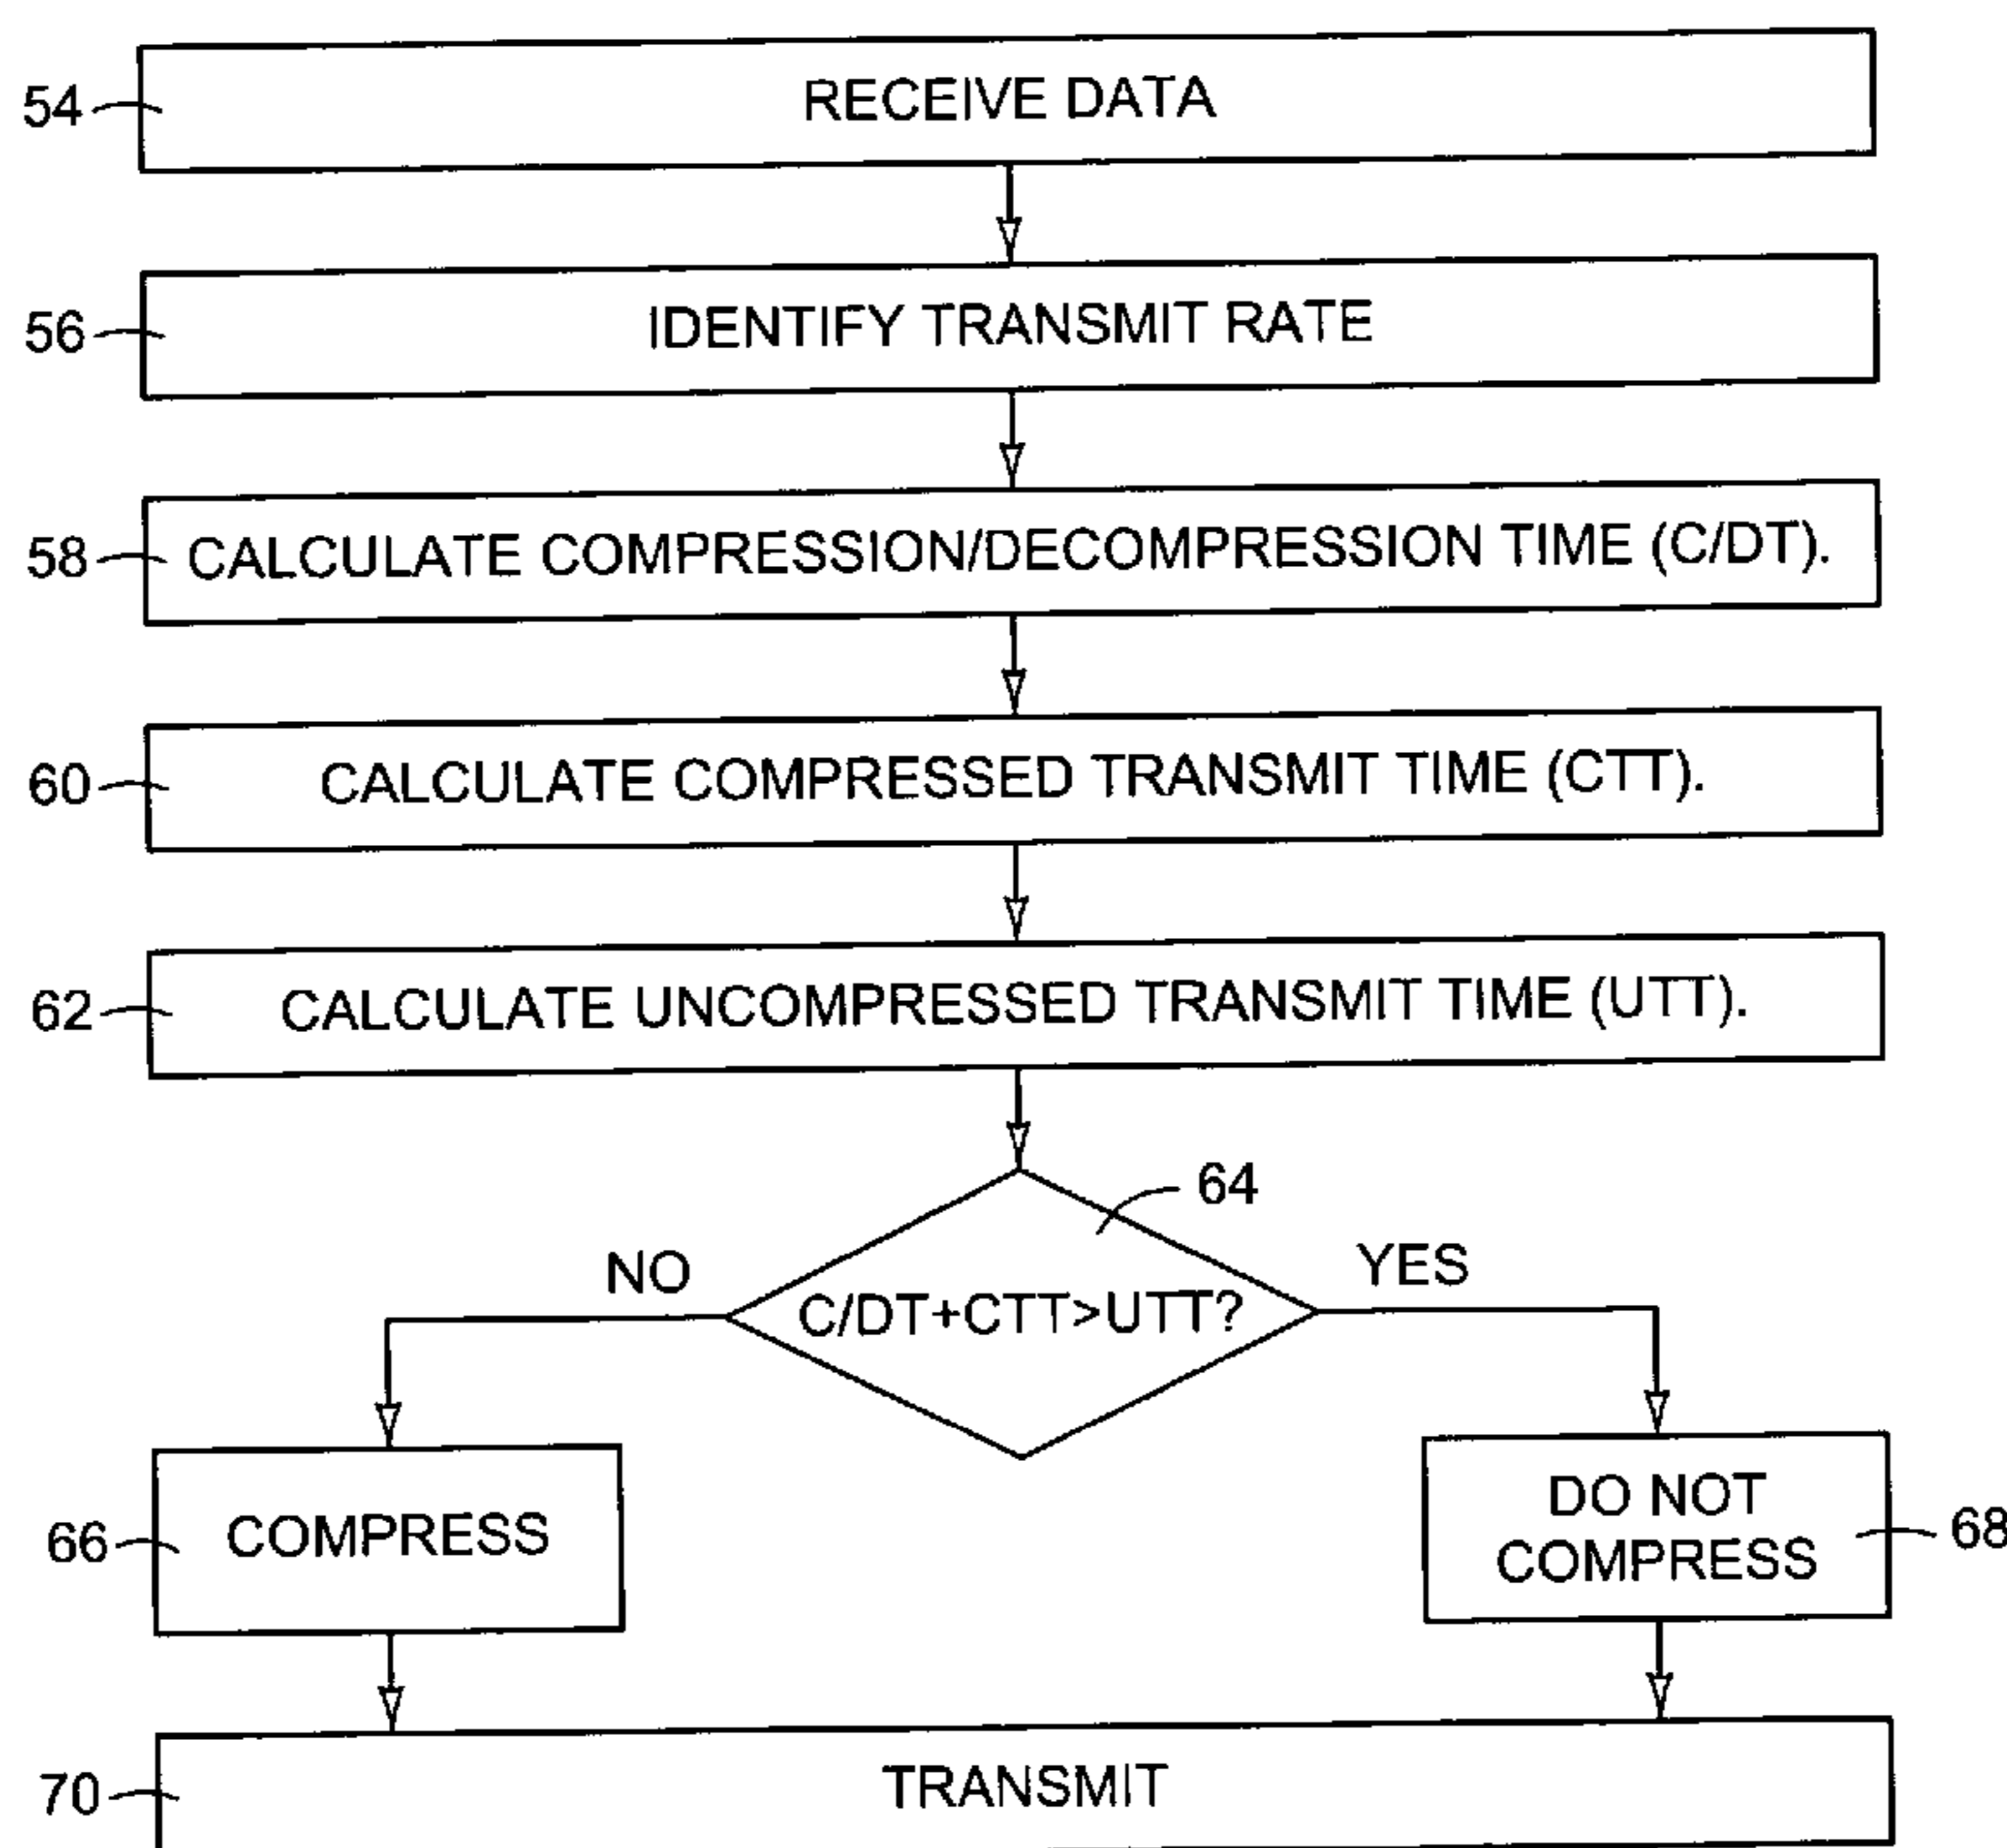 54 RECEIVE DATA
56 IDENTIFY TRANSMIT RATE
58 CALCULATE COMPRESSION/DECOMPRESSION TIME (C/DT).
60 CALCULATE COMPRESSED TRANSMIT TIME (CTT).
62 CALCULATE UNCOMPRESSED TRANSMIT TIME (UTT).
64
NO
YES
C/DT+CTT>UTT?
66 COMPRESS
DO NOT
COMPRESS
68
70 TRANSMIT